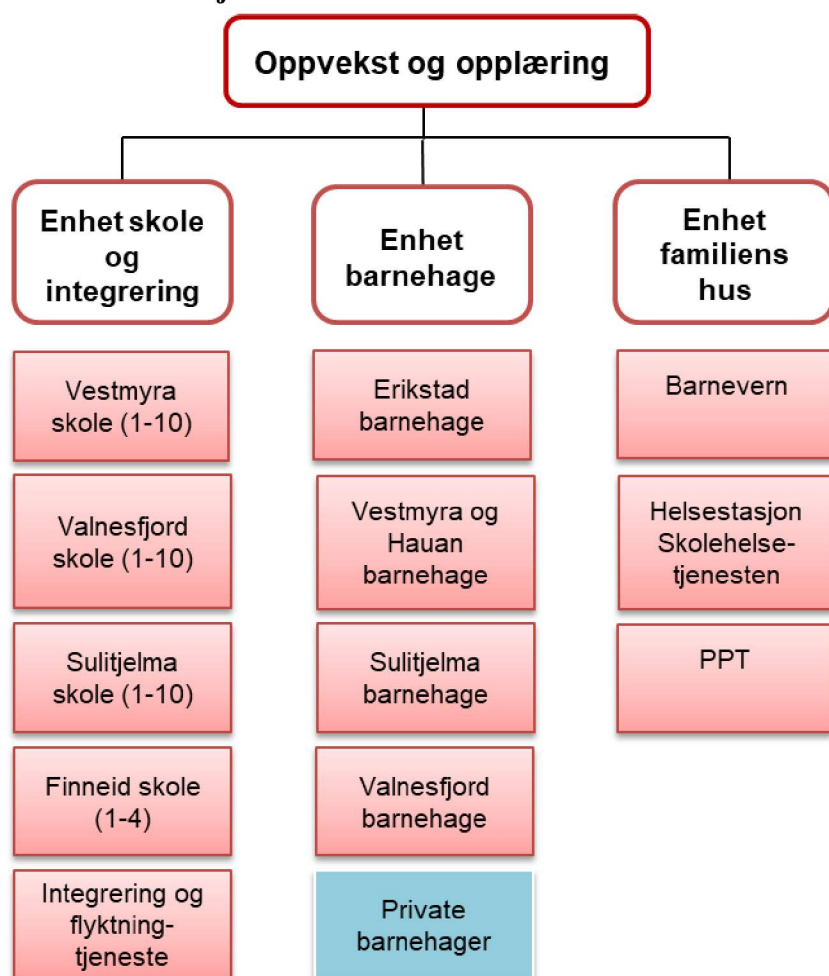 Oppvekst og opplæring
Enhet skole
og
integrering
Enhet
barnehage
Enhet
familiens
hus
Vestmyra
skole (1-10)
Valnesfjord
skole (1-10)
Sulitjelma
skole (1-10)
Finneid skole
(1-4)
Integrering og
flyktning-
tjeneste
Erikstad
barnehage
Vestmyra og
Hauan
barnehage
Sulitjelma
barnehage
Valnesfjord
barnehage
Private
barnehager
Barnevern
Helsestasjon
Skolehelse-
tjenesten
PPT